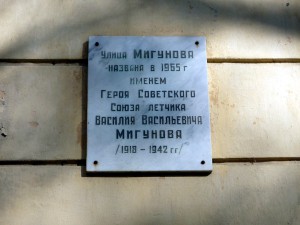 Улица Мигунова
названа в 1955 г
именем
Героя Советского
Союза летчика
Василия Васильевича
Мигунова
/1918 - 1942 гг/